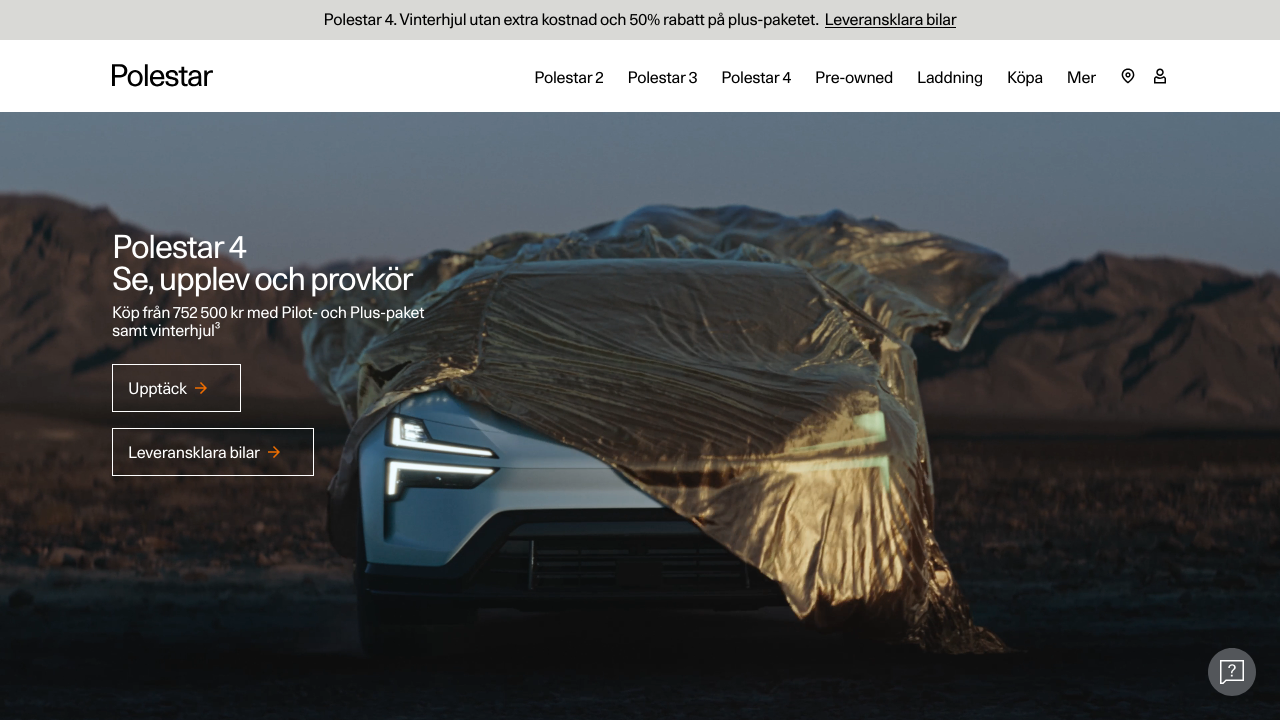 Polestar 4. Vinterhjul utan extra kostnad och 50% rabatt på plus-paketet. Leveransklara bilar
Polestar
Polestar 2 Polestar 3 Polestar 4 Pre-owned Laddning Köpa Mer
Polestar 4
Se, upplev och provkör
Köp från 752 500 kr med Pilot- och Plus-paket
samt vinterhjul³
Upptäck →
Leveransklara bilar →
?